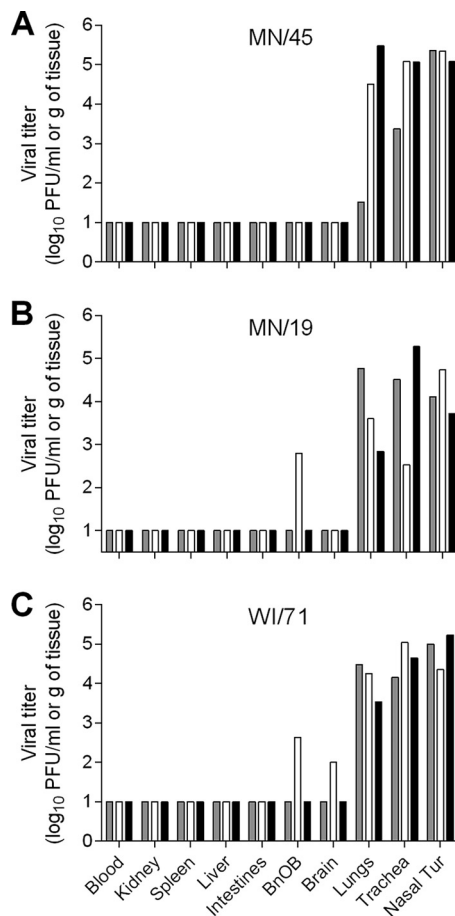 A
MN/45
Viral titer
(log10 PFU/ml or g of tissue)
6
5
4
3
2
1
0
B
MN/19
Viral titer
(log10 PFU/ml or g of tissue)
6
5
4
3
2
1
C
WI/71
Viral titer
(log10 PFU/ml or g of tissue)
6
5
4
3
2
1
0
Blood
Kidney
Spleen
Liver
Intestines
BnOB
Brain
Lungs
Trachea
Nasal Tur